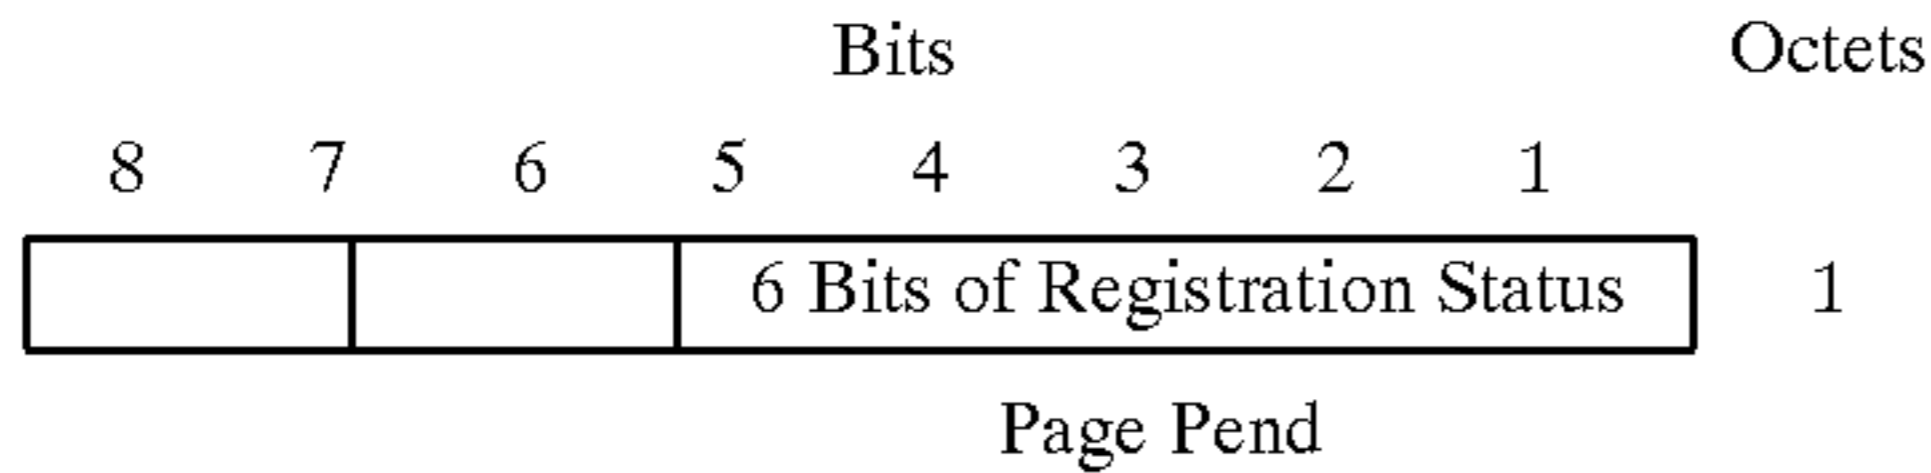 Bits Octets
8 7 6 5 4 3 2 1
6 Bits of Registration Status 1
Page Pend